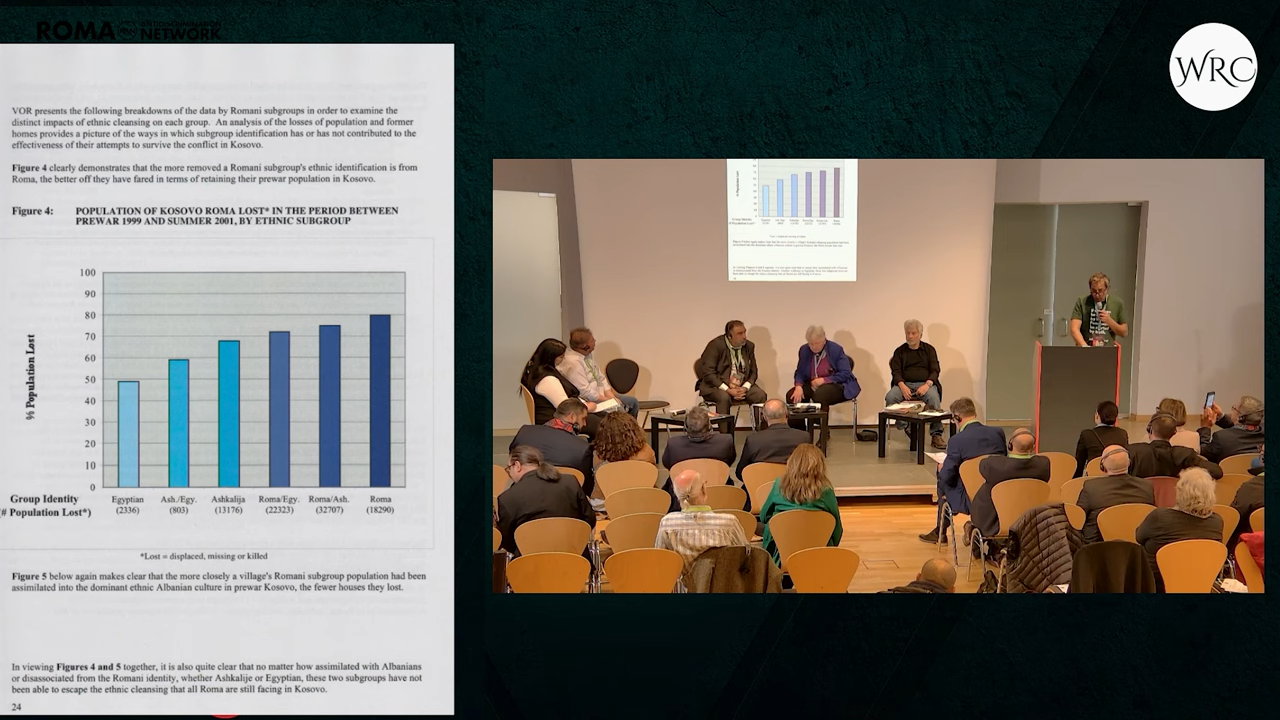 ROMA ANTIDISCRIMINATION
NETWORK
WRC
VOR presents the following breakdowns of the data by Romani subgroups in order to examine the
distinct impacts of ethnic cleansing on each group. An analysis of the losses of population and former
homes provides a picture of the ways in which subgroup identification has or has not contributed to the
effectiveness of their attempts to survive the conflict in Kosovo.
Figure 4 clearly demonstrates that the more removed a Romani subgroup's ethnic identification is from
Roma, the better off they have fared in terms of retaining their prewar population in Kosovo.
Figure 4: POPULATION OF KOSOVO ROMA LOST* IN THE PERIOD BETWEEN
PREWAR 1999 AND SUMMER 2001, BY ETHNIC SUBGROUP
% Population Lost
100
90
80
70
60
50
40
30
20
10
0
Group Identity
(# Population Lost*)
Egyptian Ash./Egy. Ashkalija Roma/Egy. Roma/Ash. Roma
(2336) (803) (13176) (22323) (32707) (18290)
*Lost = displaced, missing or killed
Figure 5 below again makes clear that the more closely a village's Romani subgroup population had been
assimilated into the dominant ethnic Albanian culture in prewar Kosovo, the fewer houses they lost.
In viewing Figures 4 and 5 together, it is also quite clear that no matter how assimilated with Albanians
or disassociated from the Romani identity, whether Ashkalije or Egyptian, these two subgroups have not
been able to escape the ethnic cleansing that all Roma are still facing in Kosovo.
24